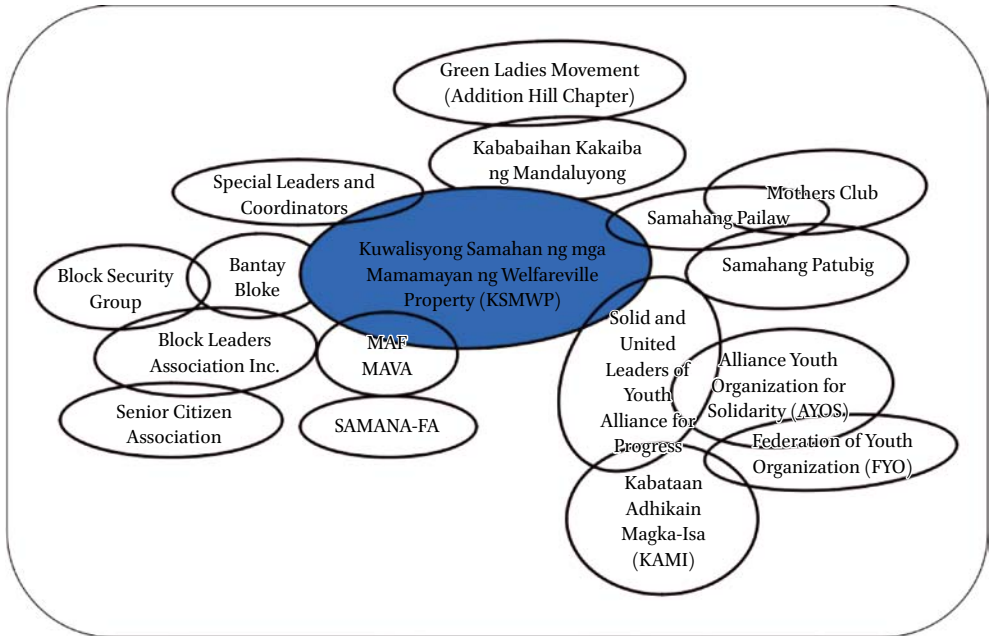 Green Ladies Movement
(Addition Hill Chapter)
Kababaihan Kakaiba
ng Mandaluyong
Special Leaders and
Coordinators
Mothers Club
Samahang Pailaw
Kuwalisyong Samahan ng mga
Mamamayan ng Welfareville
Property (KSMWP)
Samahang Patubig
Block Security
Group
Bantay
Bloke
Block Leaders
Association Inc.
MAF
MAVA
Senior Citizen
Association
SAMANA-FA
Solid and
United
Leaders of
Youth
Alliance for
Progress
Alliance Youth
Organization for
Solidarity (AYOS)
Federation of Youth
Organization (FYO)
Kabataan
Adhikain
Magka-Isa
(KAMI)